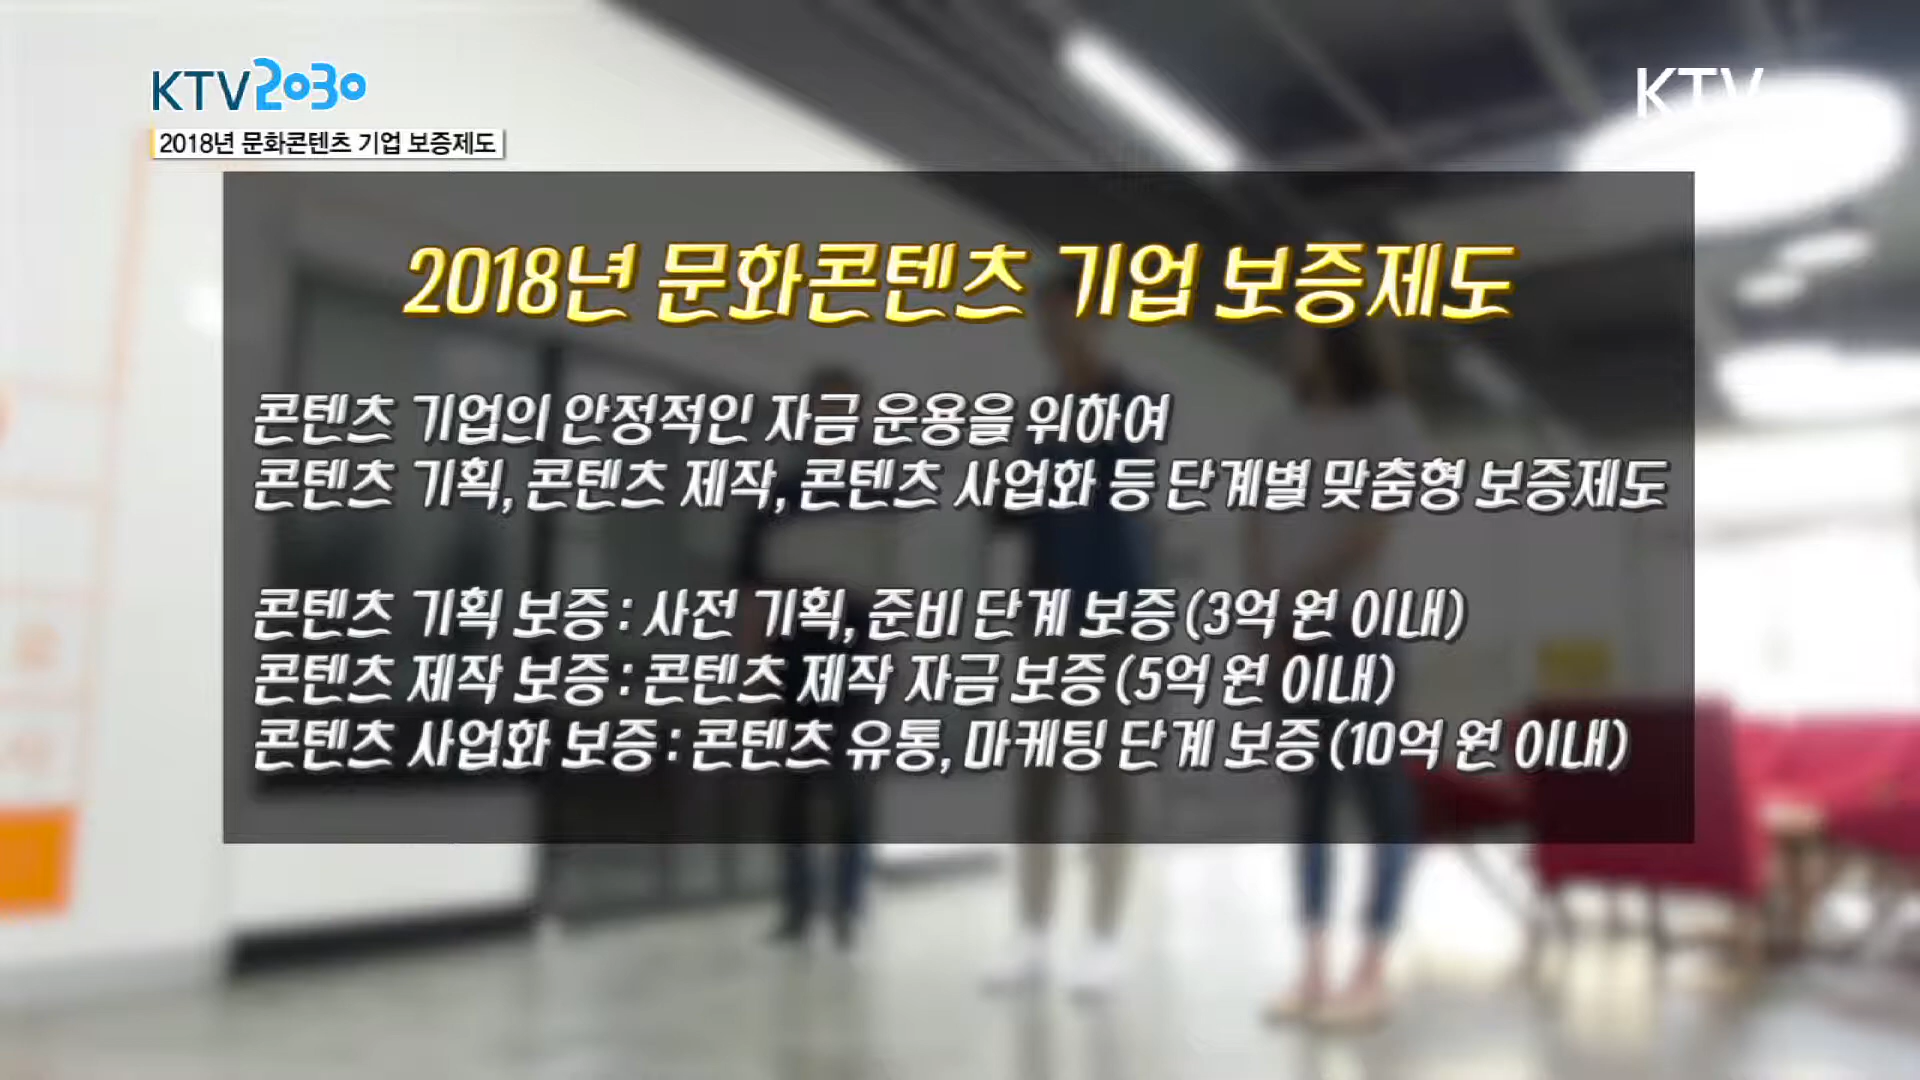 KTV2030
KTV
2018년 문화콘텐츠 기업 보증제도
2018년 문화콘텐츠 기업 보증제도
콘텐츠 기업의 안정적인 자금 운용을 위하여
콘텐츠 기획, 콘텐츠 제작, 콘텐츠 사업화 등 단계별 맞춤형 보증제도
콘텐츠 기획 보증 : 사전 기획, 준비 단계 보증 (3억 원 이내)
콘텐츠 제작 보증 : 콘텐츠 제작 자금 보증 (5억 원 이내)
콘텐츠 사업화 보증 : 콘텐츠 유통, 마케팅 단계 보증 (10억 원 이내)